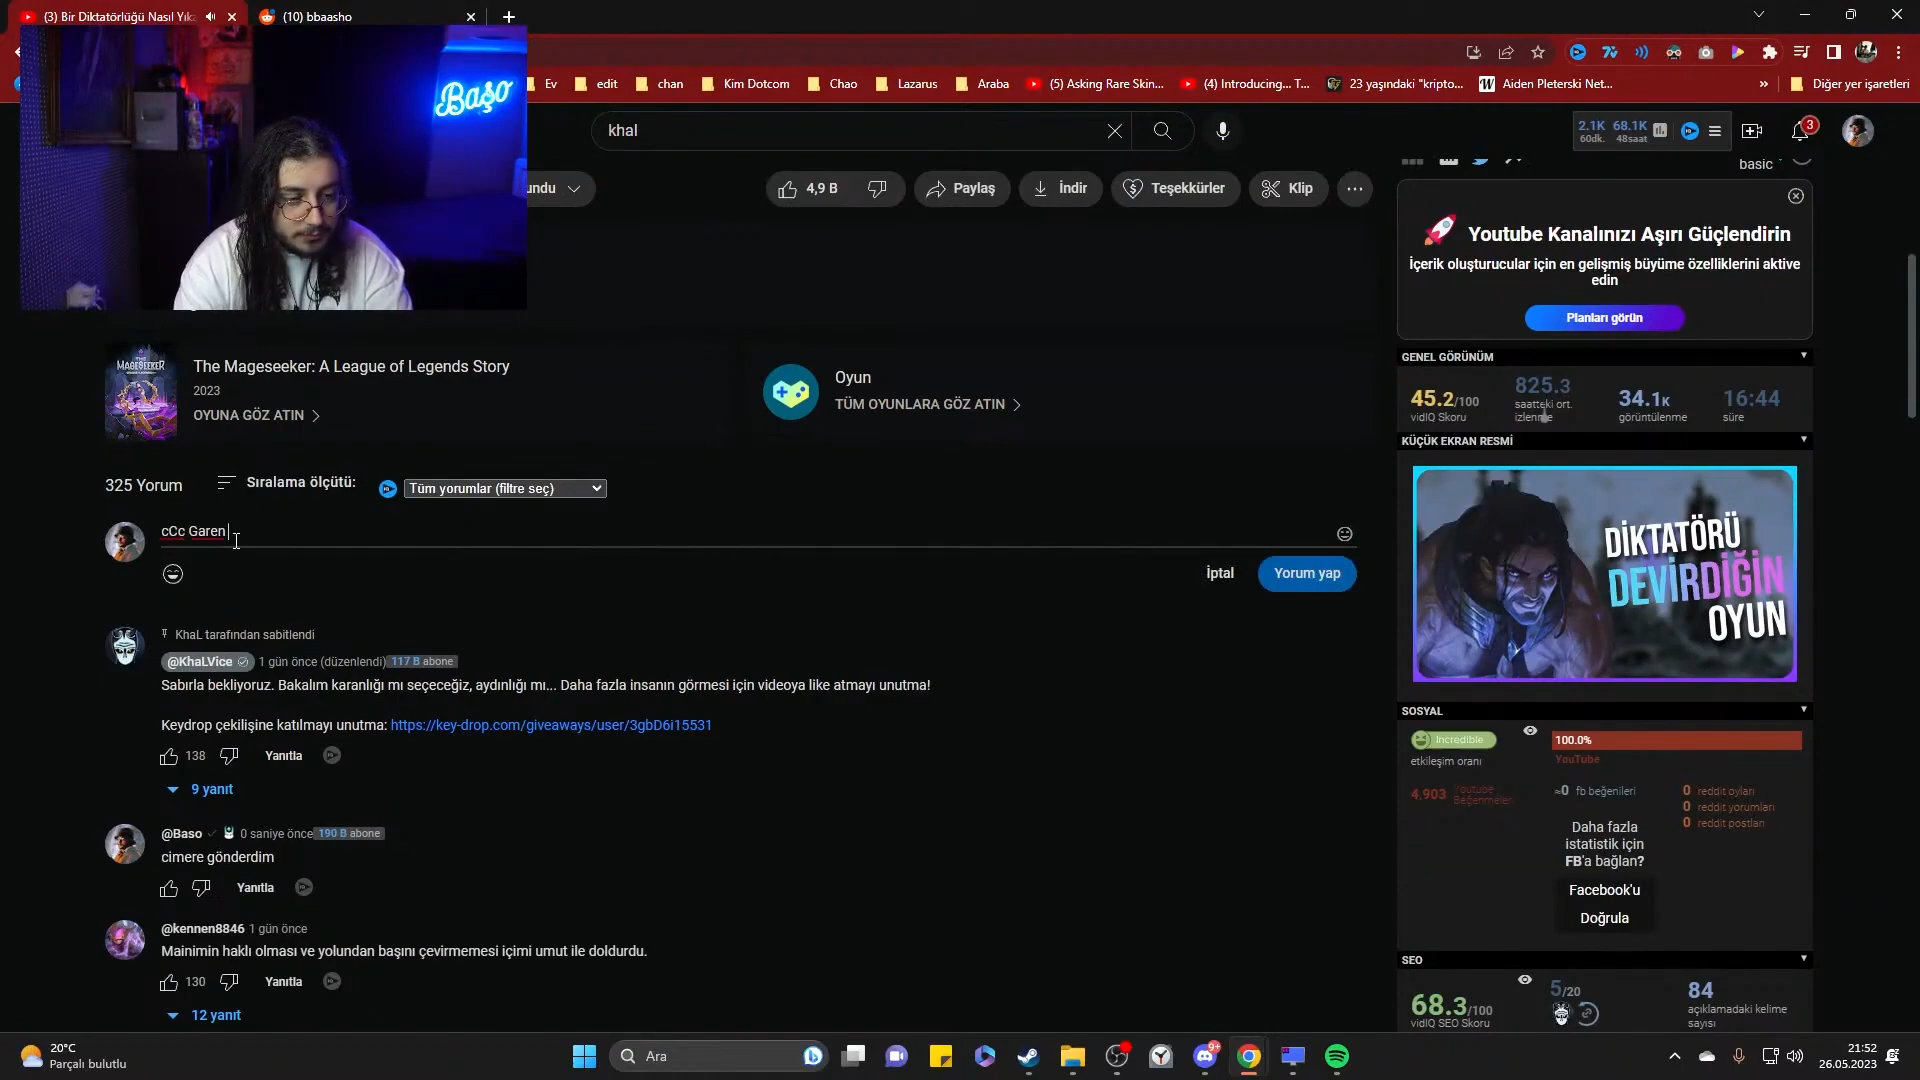 (3) Bir Diktatörlüğü Nasıl Yıka
(10) bbaasho
Başo
Ev
edit
chan
Kim Dotcom
Chao
Lazarus
Araba
(5) Asking Rare Skin...
(4) Introducing... T...
23 yaşındaki "kripto...
Aiden Pleterski Net...
»
Diğer yer işaretleri
khal
2.1K 68.1K
60dk. 48saat
3
basic
undu
4,9 B
Paylaş
İndir
Teşekkürler
Klip
Youtube Kanalınızı Aşırı Güçlendirin
İçerik oluşturucular için en gelişmiş büyüme özelliklerini aktive
edin
Planları görün
MAGESEEKER
The Mageseeker: A League of Legends Story
2023
OYUNA GÖZ ATIN
Oyun
TÜM OYUNLARA GÖZ ATIN
GENEL GÖRÜNÜM
45.2/100
vidIQ Skoru
825.3
saatteki ort.
izlenme
34.1K
görüntülenme
16:44
süre
KÜÇÜK EKRAN RESMİ
DİKTATÖRÜ
DEVİRDİĞİN
OYUN
325 Yorum
Sıralama ölçütü:
Tüm yorumlar (filtre seç)
cCc Garen
İptal
Yorum yap
KhaL tarafından sabitlendi
@KhaLVice 1 gün önce (düzenlendi) 117 B abone
Sabırla bekliyoruz. Bakalım karanlığı mı seçeceğiz, aydınlığı mı... Daha fazla insanın görmesi için videoya like atmayı unutma!
Keydrop çekilişine katılmayı unutma: https://key-drop.com/giveaways/user/3gbD6i15531
138
Yanıtla
9 yanıt
@Baso 0 saniye önce 190 B abone
cimere gönderdim
Yanıtla
@kennen8846 1 gün önce
Mainimin haklı olması ve yolundan başını çevirmemesi içimi umut ile doldurdu.
130
Yanıtla
12 yanıt
SOSYAL
Incredible
etkileşim oranı
100.0%
YouTube
4,903
Youtube
Beğenmeler
≈0 fb beğenileri
0 reddit oyları
0 reddit yorumları
0 reddit postları
Daha fazla
istatistik için
FB'a bağlan?
Facebook'u
Doğrula
SEO
68.3/100
vidIQ SEO Skoru
5/20
84
açıklamadaki kelime
sayısı
20°C
Parçalı bulutlu
Ara
9+
21:52
26.05.2023